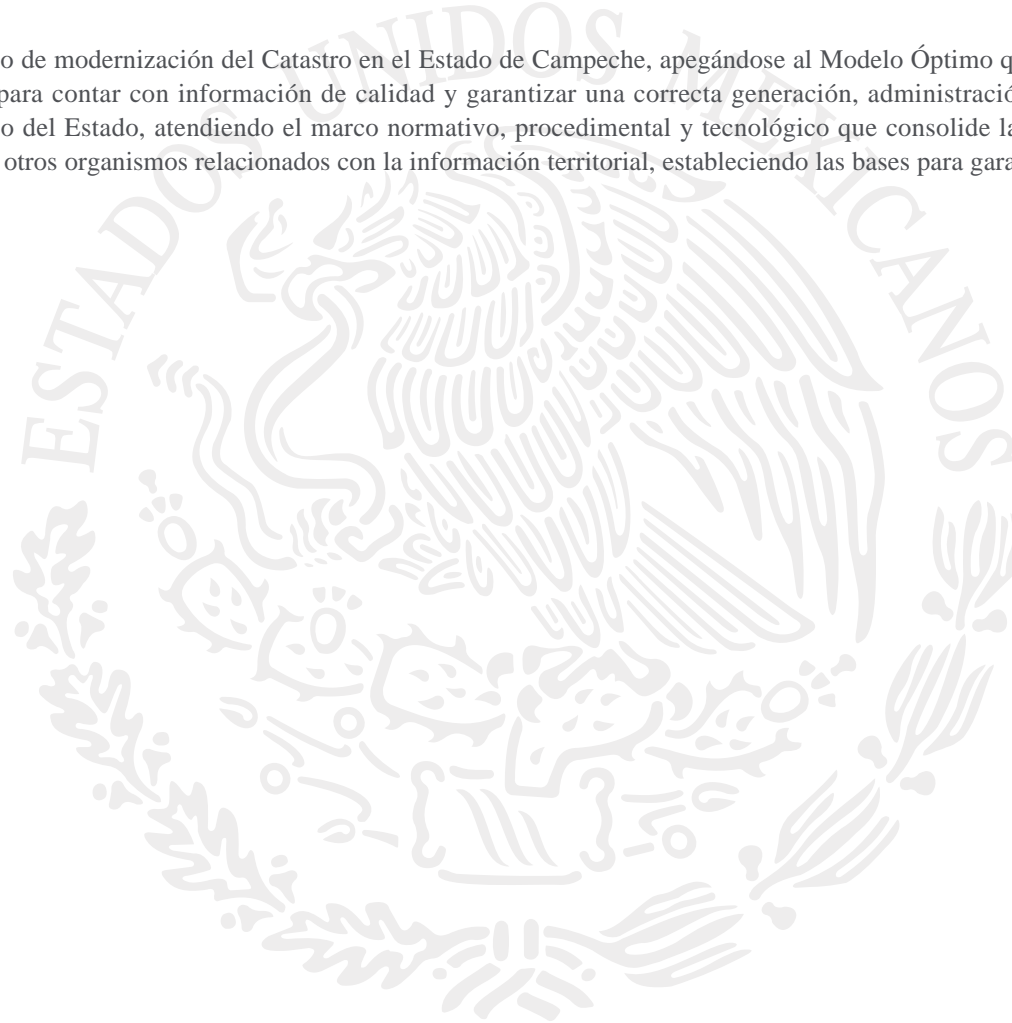 ESTADOS UNIDOS MEXICANOS
o de modernización del Catastro en el Estado de Campeche, apegándose al Modelo Óptimo q
para contar con información de calidad y garantizar una correcta generación, administració
o del Estado, atendiendo el marco normativo, procedimental y tecnológico que consolide la
otros organismos relacionados con la información territorial, estableciendo las bases para gara